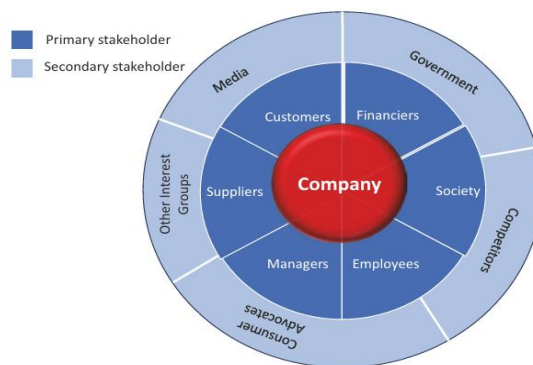 Primary stakeholder
Secondary stakeholder
Media
Government
Customers
Financiers
Other Interest
Groups
Suppliers
Company
Society
Competitors
Managers
Employees
Consumer
Advocates